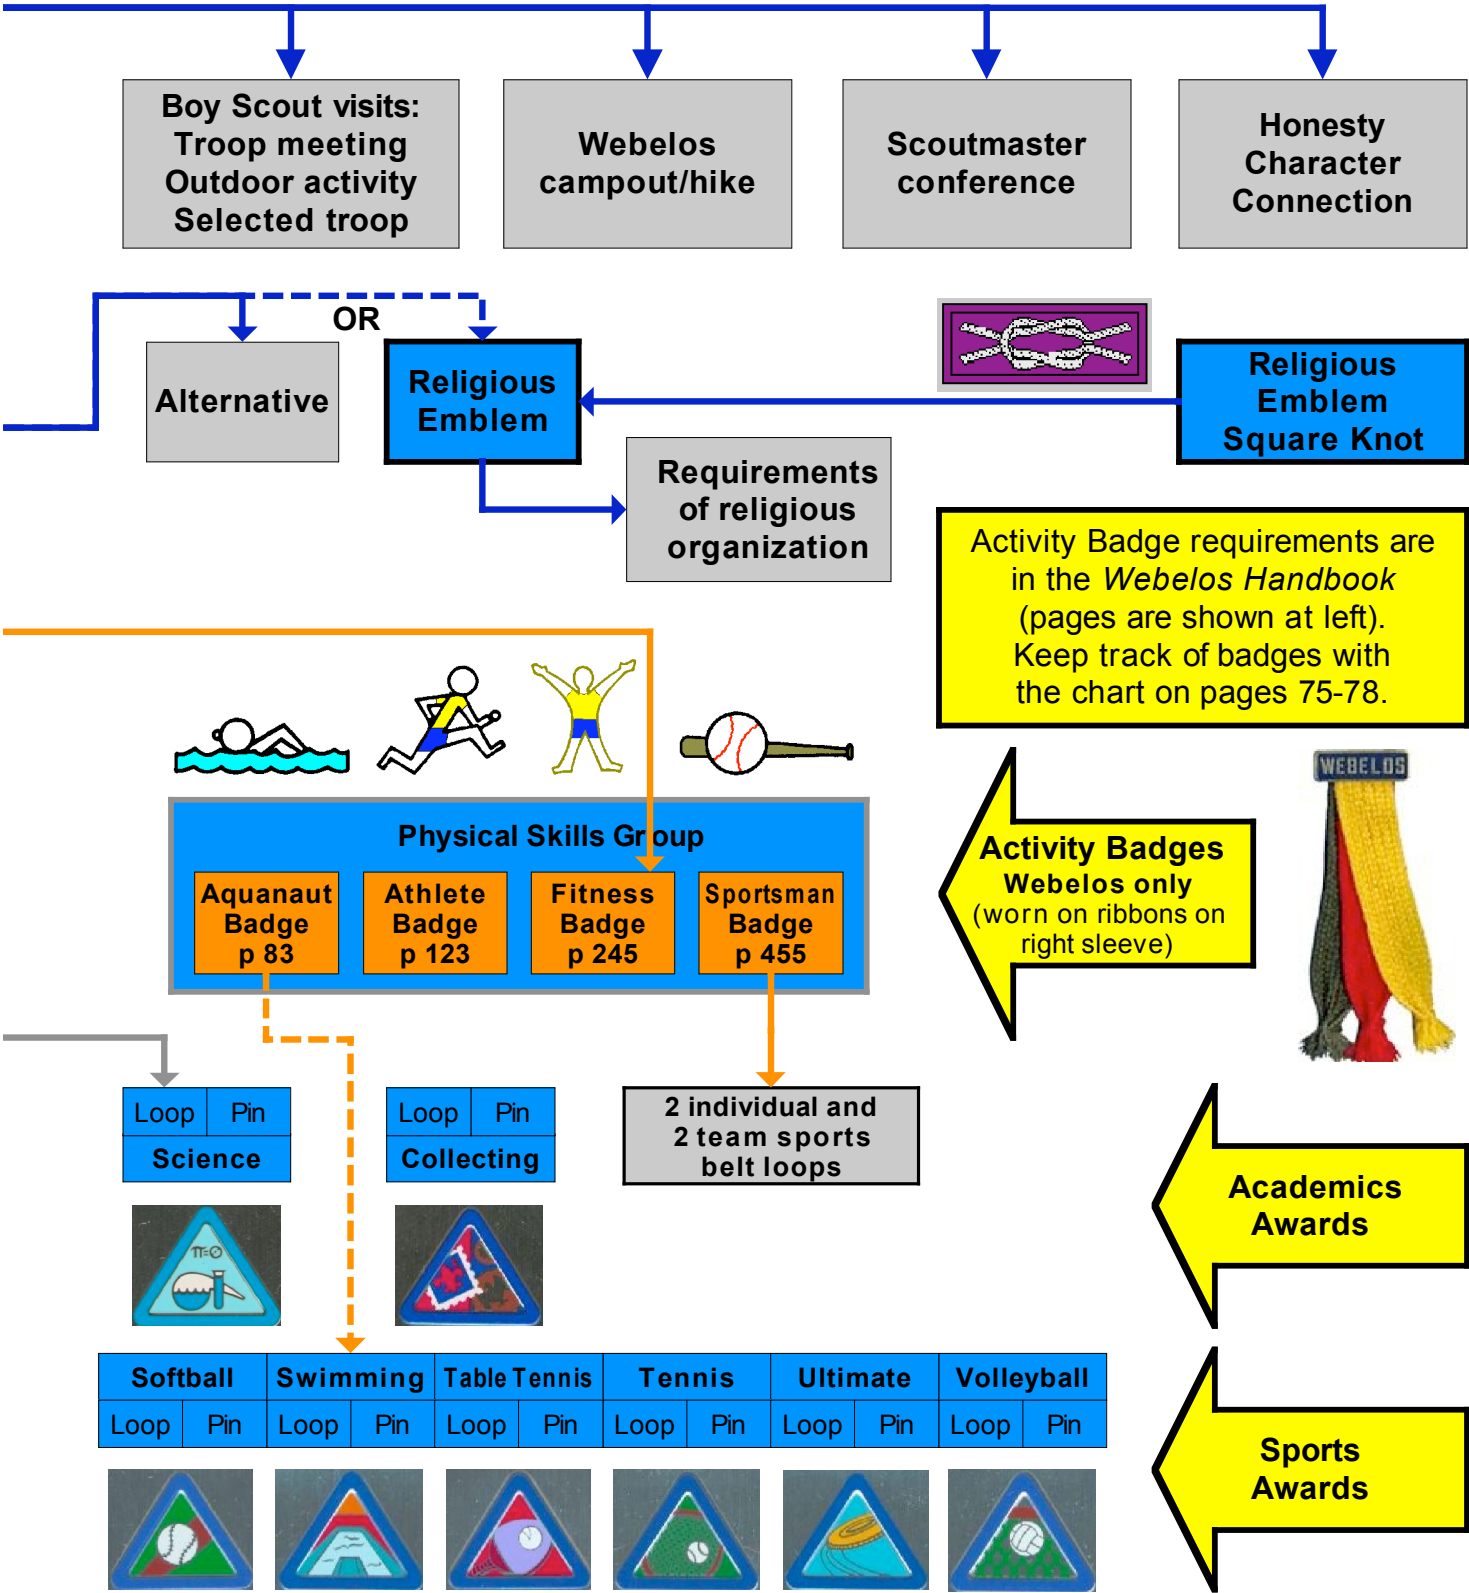 Boy Scout visits:
Troop meeting
Outdoor activity
Selected troop
Webelos
campout/hike
Scoutmaster
conference
Honesty
Character
Connection
OR
Alternative
Religious
Emblem
Religious
Emblem
Square Knot
Requirements
of religious
organization
Activity Badge requirements are
in the Webelos Handbook
(pages are shown at left).
Keep track of badges with
the chart on pages 75-78.
WEBELOS
Physical Skills Group
Aquanaut
Badge
p 83
Athlete
Badge
p 123
Fitness
Badge
p 245
Sportsman
Badge
p 455
Activity Badges
Webelos only
(worn on ribbons on
right sleeve)
Loop Pin
Science
Loop Pin
Collecting
2 individual and
2 team sports
belt loops
Academics
Awards
Softball Swimming Table Tennis Tennis Ultimate Volleyball
Loop Pin Loop Pin Loop Pin Loop Pin Loop Pin Loop Pin
Sports
Awards